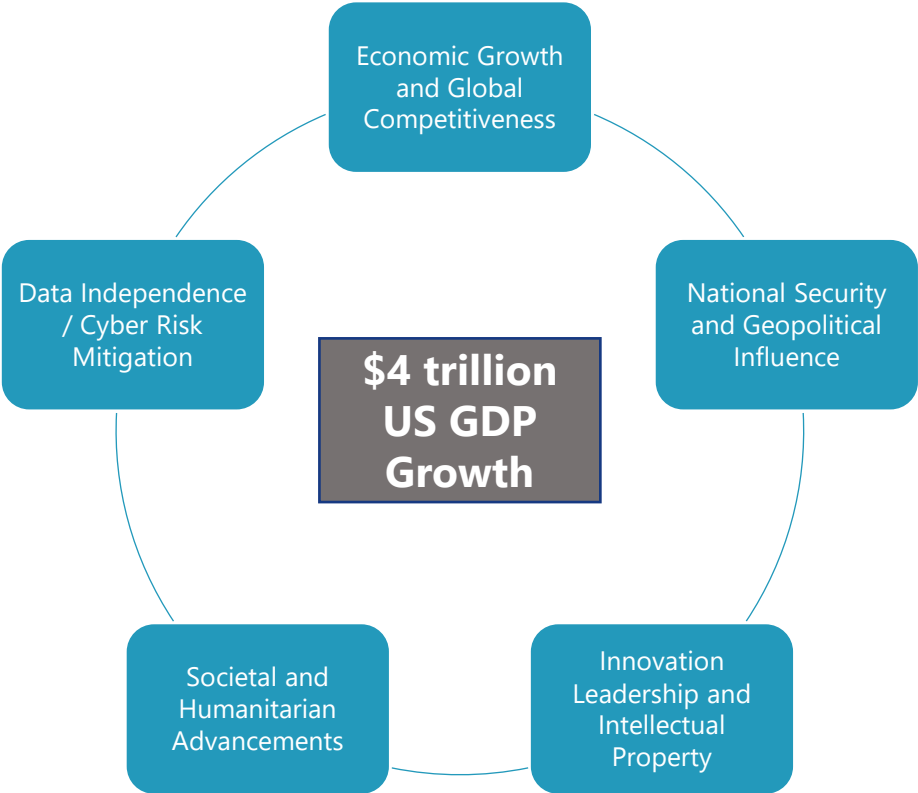 Economic Growth
and Global
Competitiveness
Data Independence
/ Cyber Risk
Mitigation
National Security
and Geopolitical
Influence
$4 trillion
US GDP
Growth
Societal and
Humanitarian
Advancements
Innovation
Leadership and
Intellectual
Property